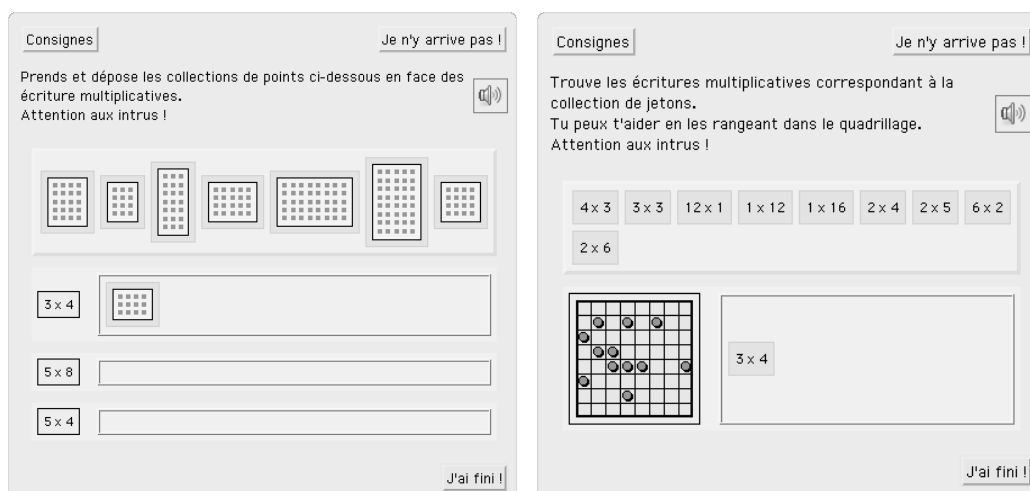 Consignes
Je n'y arrive pas !
Prends et dépose les collections de points ci-dessous en face des
écriture multiplicatives.
Attention aux intrus !
3 x 4
5 x 8
5 x 4
J'ai fini !
Consignes
Je n'y arrive pas !
Trouve les écritures multiplicatives correspondant à la
collection de jetons.
Tu peux t'aider en les rangeant dans le quadrillage.
Attention aux intrus !
4 x 3 3 x 3 12 x 1 1 x 12 1 x 16 2 x 4 2 x 5 6 x 2
2 x 6
3 x 4
J'ai fini !